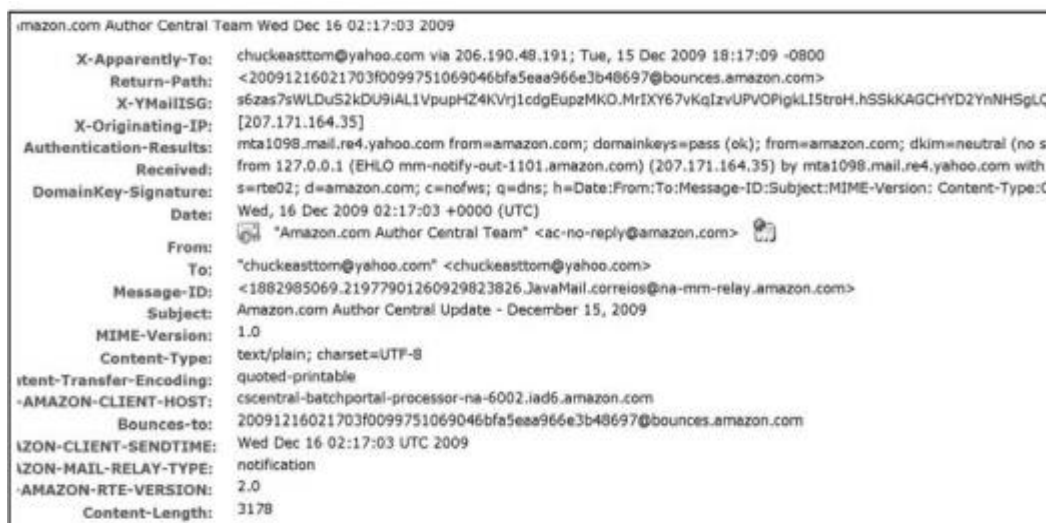 mazon.com Author Central Team Wed Dec 16 02:17:03 2009
X-Apparently-To: chuckeasttom@yahoo.com via 206.190.48.191; Tue, 15 Dec 2009 18:17:09 -0800
Return-Path: <20091216021703f0099751069046bfa5eaa966e3b48697@bounces.amazon.com>
X-YMailISG: s6zas7sWLDuS2kDU9iAL1VpupHZ4KVrj1cdgEupzMKO.MrIXY67vKqIzvUPVOPigkLI5troH.hSSkKAGCHYD2YnNHSgLQ
X-Originating-IP: [207.171.164.35]
Authentication-Results: mta1098.mail.re4.yahoo.com from=amazon.com; domainkeys=pass (ok); from=amazon.com; dkim=neutral (no s
Received: from 127.0.0.1 (EHLO mm-notify-out-1101.amazon.com) (207.171.164.35) by mta1098.mail.re4.yahoo.com with
DomainKey-Signature: s=rte02; d=amazon.com; c=nofws; q=dns; h=Date:From:To:Message-ID:Subject:MIME-Version: Content-Type:C
Date: Wed, 16 Dec 2009 02:17:03 +0000 (UTC)
From: "Amazon.com Author Central Team" <ac-no-reply@amazon.com>
To: "chuckeasttom@yahoo.com" <chuckeasttom@yahoo.com>
Message-ID: <1882985069.21977901260929823826.JavaMail.correios@na-mm-relay.amazon.com>
Subject: Amazon.com Author Central Update - December 15, 2009
MIME-Version: 1.0
Content-Type: text/plain; charset=UTF-8
tent-Transfer-Encoding: quoted-printable
-AMAZON-CLIENT-HOST: cscentral-batchportal-processor-na-6002.iad6.amazon.com
Bounces-to: 20091216021703f0099751069046bfa5eaa966e3b48697@bounces.amazon.com
ZON-CLIENT-SENDTIME: Wed Dec 16 02:17:03 UTC 2009
ZON-MAIL-RELAY-TYPE: notification
-AMAZON-RTE-VERSION: 2.0
Content-Length: 3178